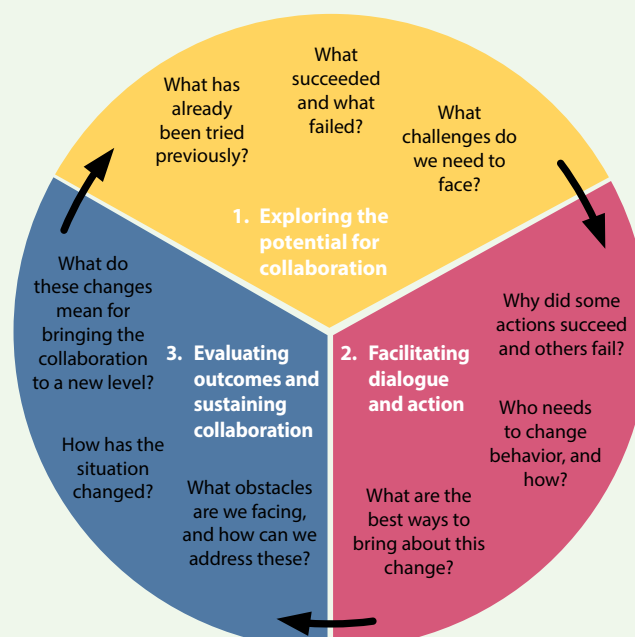 What has
already
been tried
previously?
What
succeeded
and what
failed?
What
challenges do
we need to
face?
1. Exploring the
potential for
collaboration
Why did some
actions succeed
and others fail?
2. Facilitating
dialogue
and action
Who needs
to change
behavior, and
how?
What are the
best ways to
bring about this
change?
3. Evaluating
outcomes and
sustaining
collaboration
What obstacles
are we facing,
and how can we
address these?
How has the
situation
changed?
What do
these changes
mean for
bringing the
collaboration
to a new level?